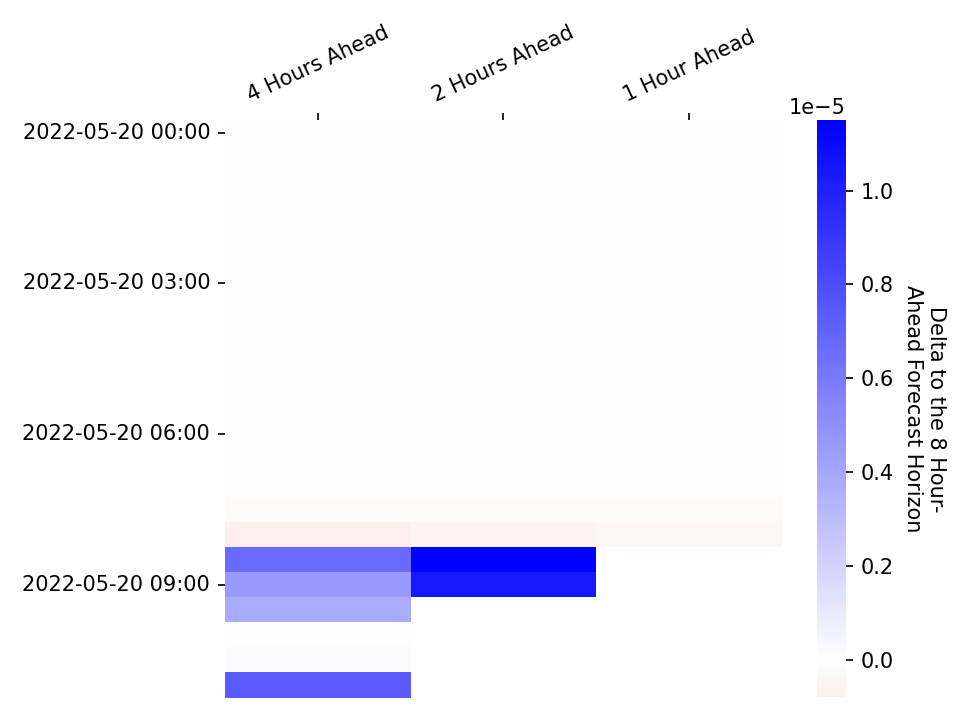 4 Hours Ahead
2 Hours Ahead
1 Hour Ahead
1e−5
2022-05-20 00:00
2022-05-20 03:00
2022-05-20 06:00
2022-05-20 09:00
1.0
0.8
0.6
0.4
0.2
0.0
Delta to the 8 Hour-
Ahead Forecast Horizon